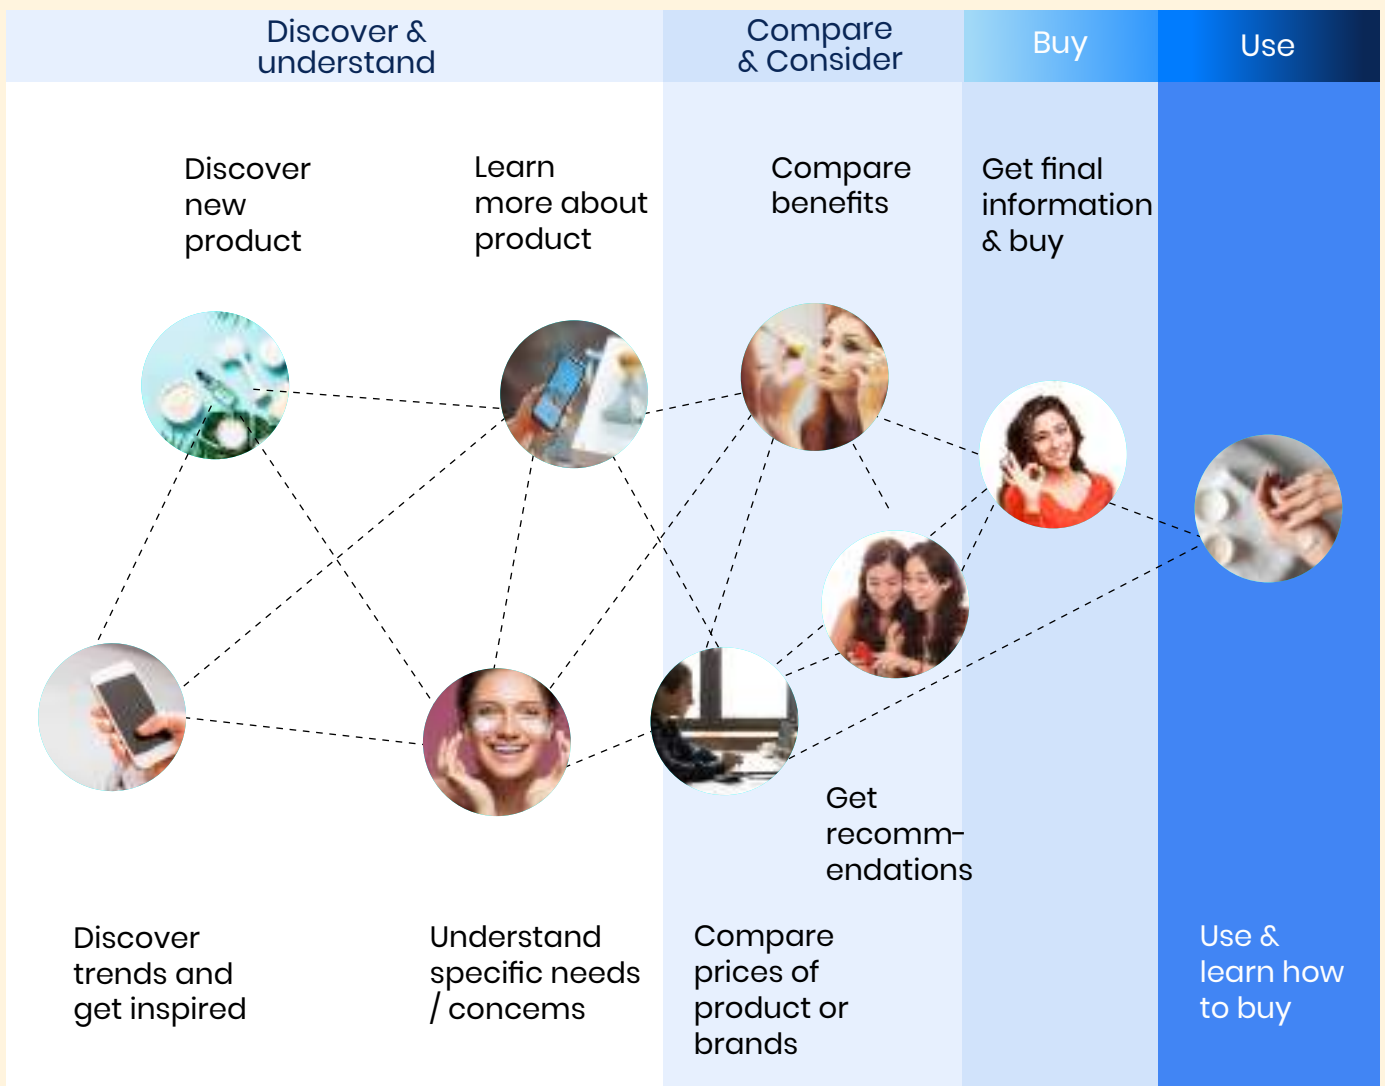 Discover &
understand
Compare
& Consider
Buy
Use
Discover
new
product
Learn
more about
product
Compare
benefits
Get final
information
& buy
Get
recomm-
endations
Discover
trends and
get inspired
Understand
specific needs
/ concems
Compare
prices of
product or
brands
Use &
learn how
to buy